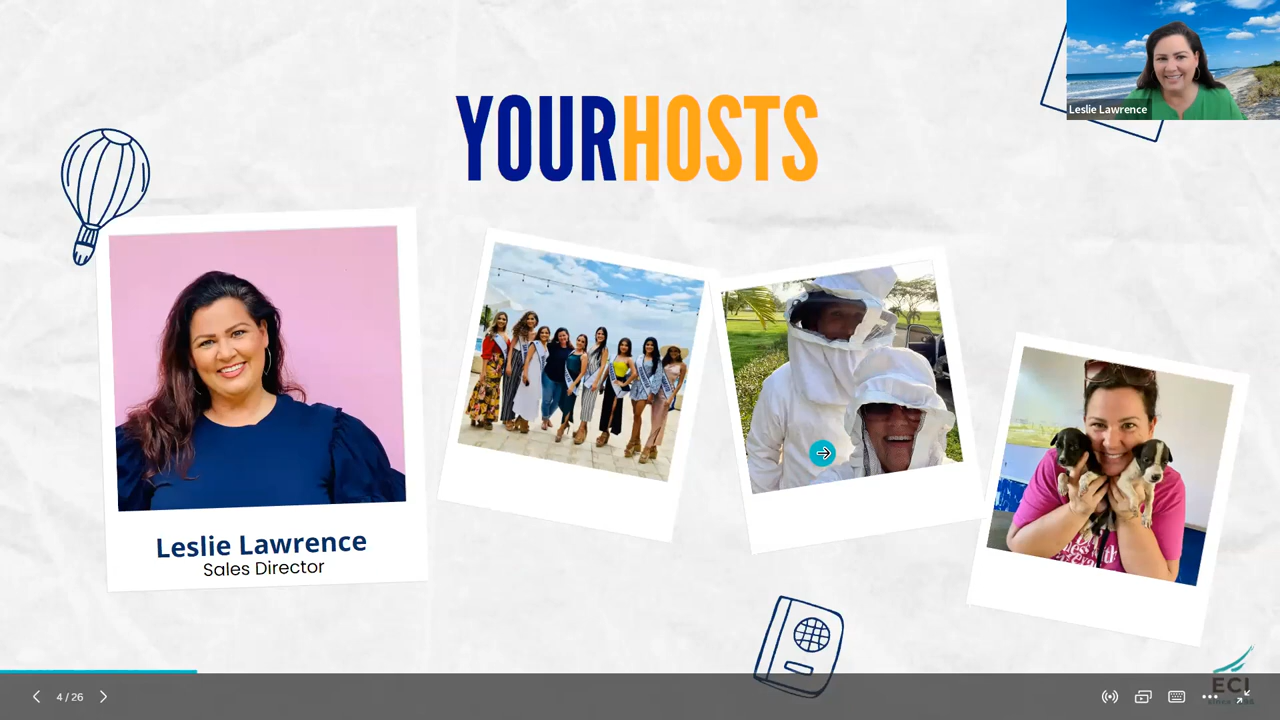 YOURHOSTS
Leslie Lawrence
Leslie Lawrence
Sales Director
4 / 26
ECI